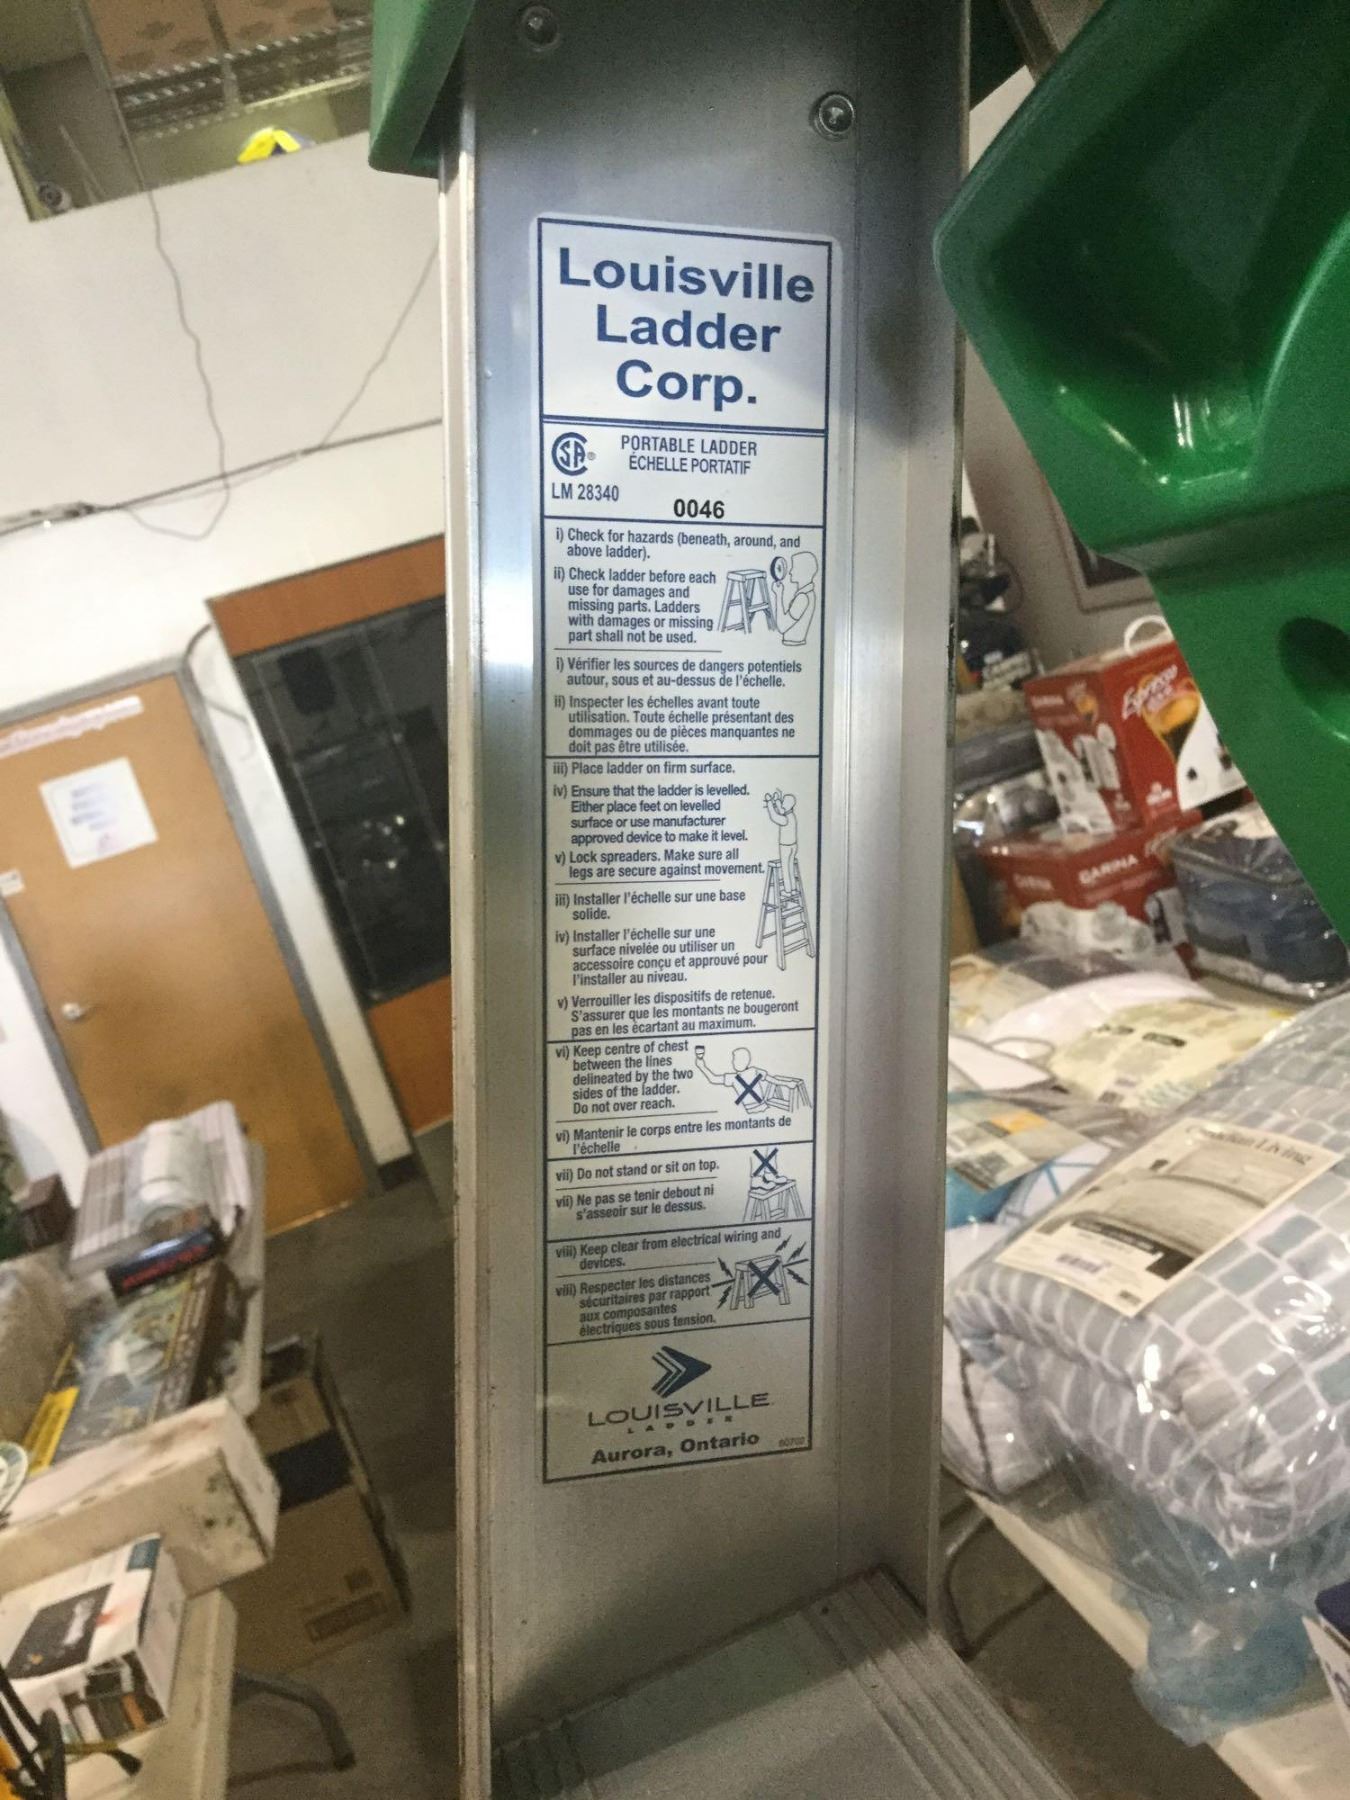 Louisville
Ladder
Corp.
CSA®
PORTABLE LADDER
ÉCHELLE PORTATIF
LM 28340
0046
i) Check for hazards (beneath, around, and
above ladder).
ii) Check ladder before each
use for damages and
missing parts. Ladders
with damages or missing
part shall not be used.
i) Vérifier les sources de dangers potentiels
autour, sous et au-dessus de l'échelle.
ii) Inspecter les échelles avant toute
utilisation. Toute échelle présentant des
dommages ou de pièces manquantes ne
doit pas être utilisée.
iii) Place ladder on firm surface.
iv) Ensure that the ladder is levelled.
Either place feet on levelled
surface or use manufacturer
approved device to make it level.
v) Lock spreaders. Make sure all
legs are secure against movement.
iii) Installer l'échelle sur une base
solide.
iv) Installer l'échelle sur une
surface nivelée ou utiliser un
accessoire conçu et approuvé pour
l'installer au niveau.
v) Verrouiller les dispositifs de retenue.
S'assurer que les montants ne bougeront
pas en les écartant au maximum.
vi) Keep centre of chest
between the lines
delineated by the two
sides of the ladder.
Do not over reach.
vi) Mantenir le corps entre les montants de
l'échelle
vii) Do not stand or sit on top.
vii) Ne pas se tenir debout ni
s'asseoir sur le dessus.
viii) Keep clear from electrical wiring and
devices.
viii) Respecter les distances
sécuritaires par rapport
aux composantes
électriques sous tension.
LOUISVILLE
LADDER
Aurora, Ontario
60702
Espresso
CARINA
Canadian Living